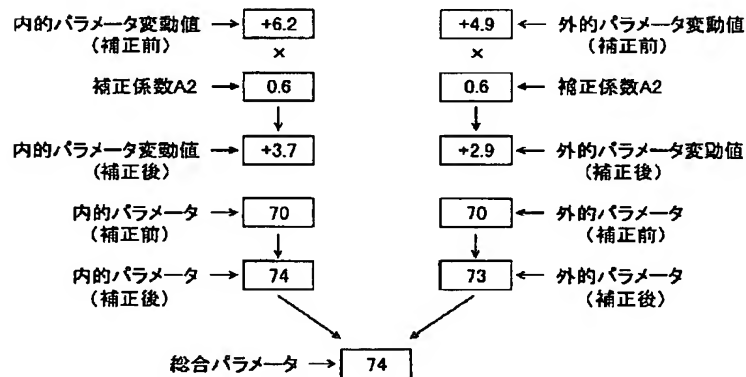 内的パラメータ変動値
(補正前)
+6.2
+4.9
外的パラメータ変動値
(補正前)
×
×
補正係数A2
0.6
0.6
補正係数A2
内的パラメータ変動値
(補正後)
+3.7
+2.9
外的パラメータ変動値
(補正後)
内的パラメータ
(補正前)
70
70
外的パラメータ
(補正前)
内的パラメータ
(補正後)
74
73
外的パラメータ
(補正後)
総合パラメータ
74